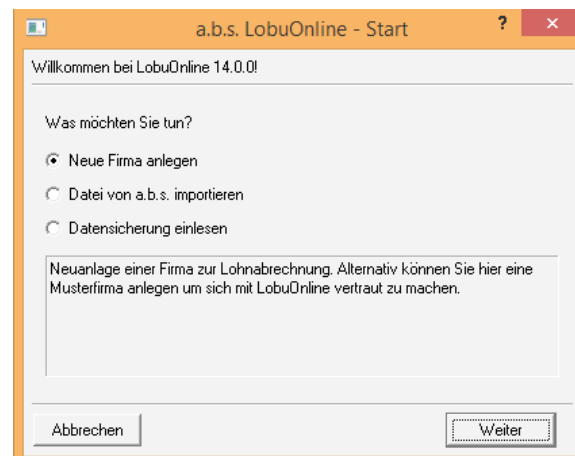 a.b.s. LobuOnline - Start
?
Willkommen bei LobuOnline 14.0.0!
Was möchten Sie tun?
Neue Firma anlegen
Datei von a.b.s. importieren
Datensicherung einlesen
Neuanlage einer Firma zur Lohnabrechnung. Alternativ können Sie hier eine
Musterfirma anlegen um sich mit LobuOnline vertraut zu machen.
Abbrechen
Weiter